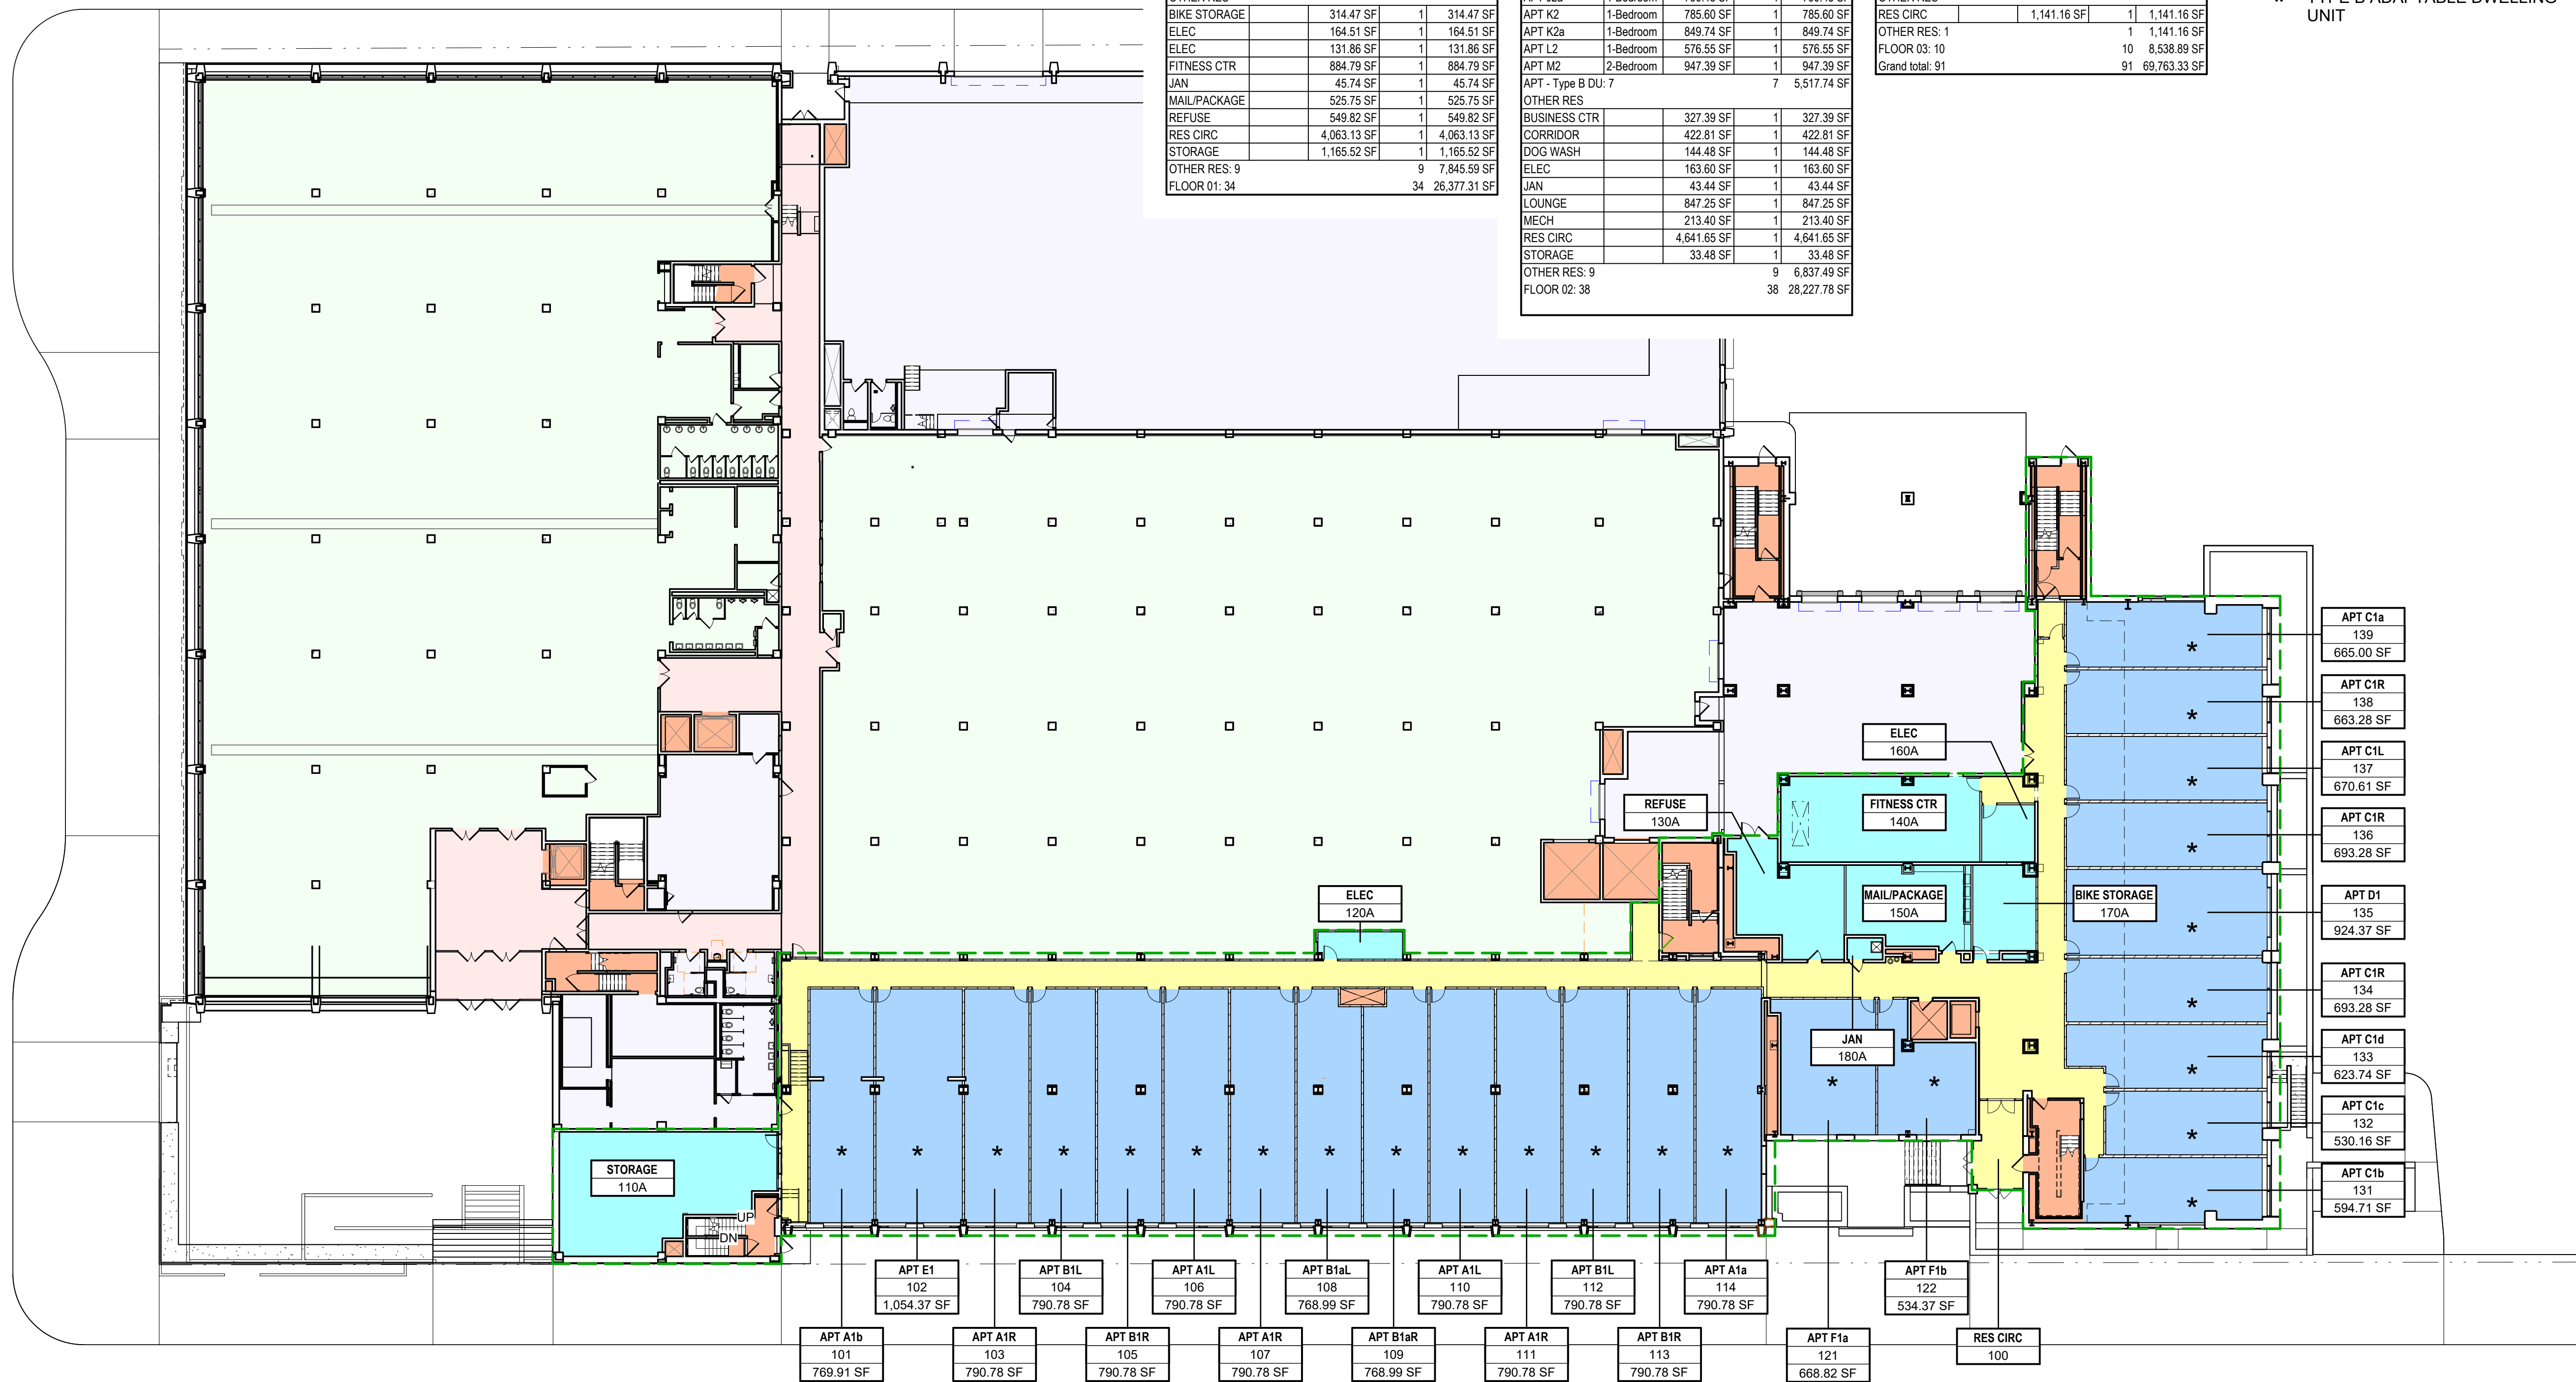 BIKE STORAGE 314.47 SF 1 314.47 SF
ELEC 164.51 SF 1 164.51 SF
ELEC 131.86 SF 1 131.86 SF
FITNESS CTR 884.79 SF 1 884.79 SF
JAN 45.74 SF 1 45.74 SF
MAIL/PACKAGE 525.75 SF 1 525.75 SF
REFUSE 549.82 SF 1 549.82 SF
RES CIRC 4,063.13 SF 1 4,063.13 SF
STORAGE 1,165.52 SF 1 1,165.52 SF
OTHER RES: 9 9 7,845.59 SF
FLOOR 01: 34 34 26,377.31 SF
APT K2 1-Bedroom 785.60 SF 1 785.60 SF
APT K2a 1-Bedroom 849.74 SF 1 849.74 SF
APT L2 1-Bedroom 576.55 SF 1 576.55 SF
APT M2 2-Bedroom 947.39 SF 1 947.39 SF
APT - Type B DU: 7 7 5,517.74 SF
OTHER RES
BUSINESS CTR 327.39 SF 1 327.39 SF
CORRIDOR 422.81 SF 1 422.81 SF
DOG WASH 144.48 SF 1 144.48 SF
ELEC 163.60 SF 1 163.60 SF
JAN 43.44 SF 1 43.44 SF
LOUNGE 847.25 SF 1 847.25 SF
MECH 213.40 SF 1 213.40 SF
RES CIRC 4,641.65 SF 1 4,641.65 SF
STORAGE 33.48 SF 1 33.48 SF
OTHER RES: 9 9 6,837.49 SF
FLOOR 02: 38 38 28,227.78 SF
RES CIRC 1,141.16 SF 1 1,141.16 SF
OTHER RES: 1 1 1,141.16 SF
FLOOR 03: 10 10 8,538.89 SF
Grand total: 91 91 69,763.33 SF
* TYPE B ADAPTABLE DWELLING
UNIT
APT C1a
139
665.00 SF
APT C1R
138
663.28 SF
APT C1L
137
670.61 SF
APT C1R
136
693.28 SF
APT D1
135
924.37 SF
APT C1R
134
693.28 SF
APT C1d
133
623.74 SF
APT C1c
132
530.16 SF
APT C1b
131
594.71 SF
ELEC
160A
REFUSE
130A
FITNESS CTR
140A
ELEC
120A
MAIL/PACKAGE
150A
BIKE STORAGE
170A
JAN
180A
STORAGE
110A
UP
DN
APT E1
102
1,054.37 SF
APT B1L
104
790.78 SF
APT A1L
106
790.78 SF
APT B1aL
108
768.99 SF
APT A1L
110
790.78 SF
APT B1L
112
790.78 SF
APT A1a
114
790.78 SF
APT F1b
122
534.37 SF
APT A1b
101
769.91 SF
APT A1R
103
790.78 SF
APT B1R
105
790.78 SF
APT A1R
107
790.78 SF
APT B1aR
109
768.99 SF
APT A1R
111
790.78 SF
APT B1R
113
790.78 SF
APT F1a
121
668.82 SF
RES CIRC
100